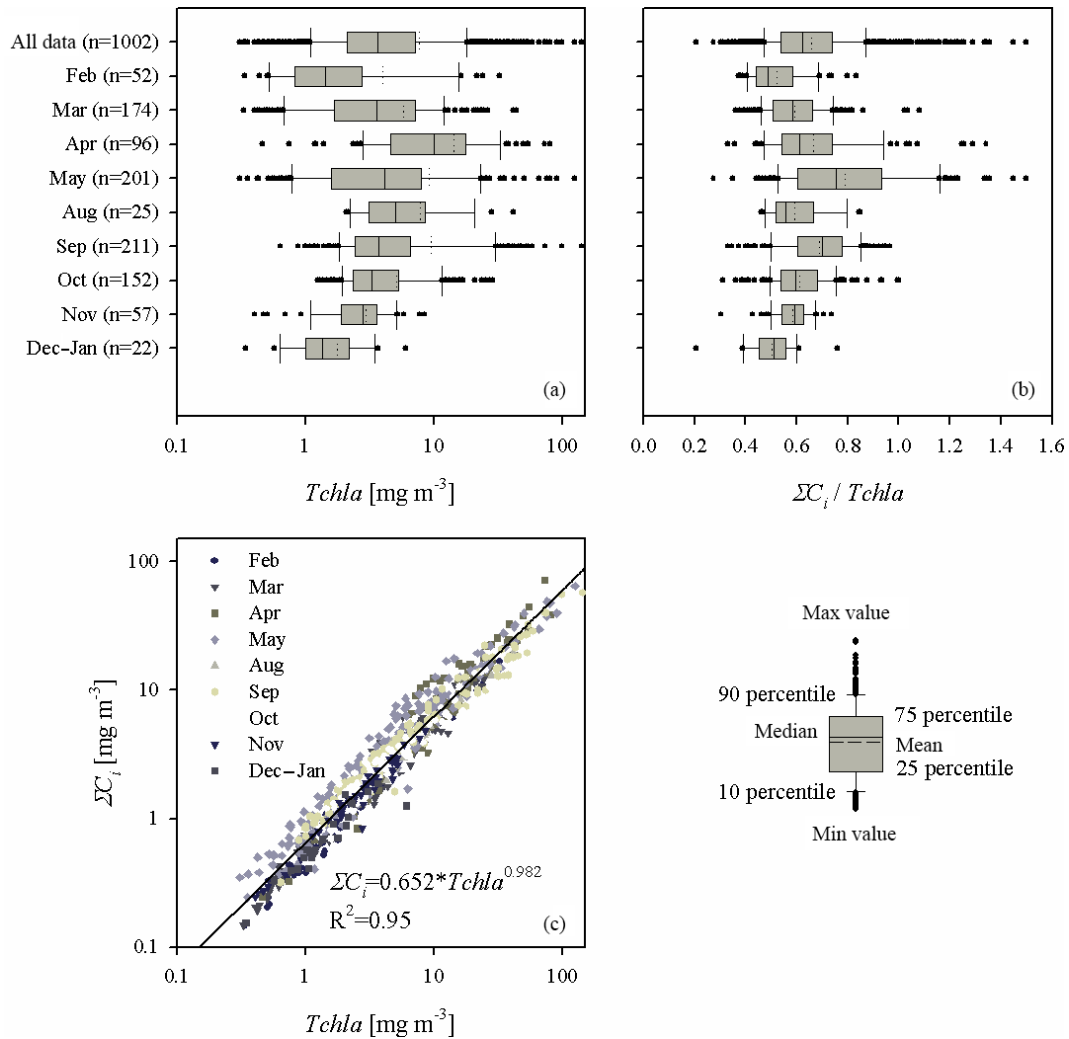 All data (n=1002)
Feb (n=52)
Mar (n=174)
Apr (n=96)
May (n=201)
Aug (n=25)
Sep (n=211)
Oct (n=152)
Nov (n=57)
Dec–Jan (n=22)
(a)
0.1 1 10 100
Tchla [mg m⁻³]
(b)
0.0 0.2 0.4 0.6 0.8 1.0 1.2 1.4 1.6
ΣCᵢ / Tchla
ΣCᵢ [mg m⁻³]
100
10
1
0.1
Feb
Mar
Apr
May
Aug
Sep
Oct
Nov
Dec–Jan
ΣCᵢ=0.652*Tchla^0.982
R²=0.95
(c)
0.1 1 10 100
Tchla [mg m⁻³]
Max value
90 percentile
75 percentile
Median
Mean
25 percentile
10 percentile
Min value